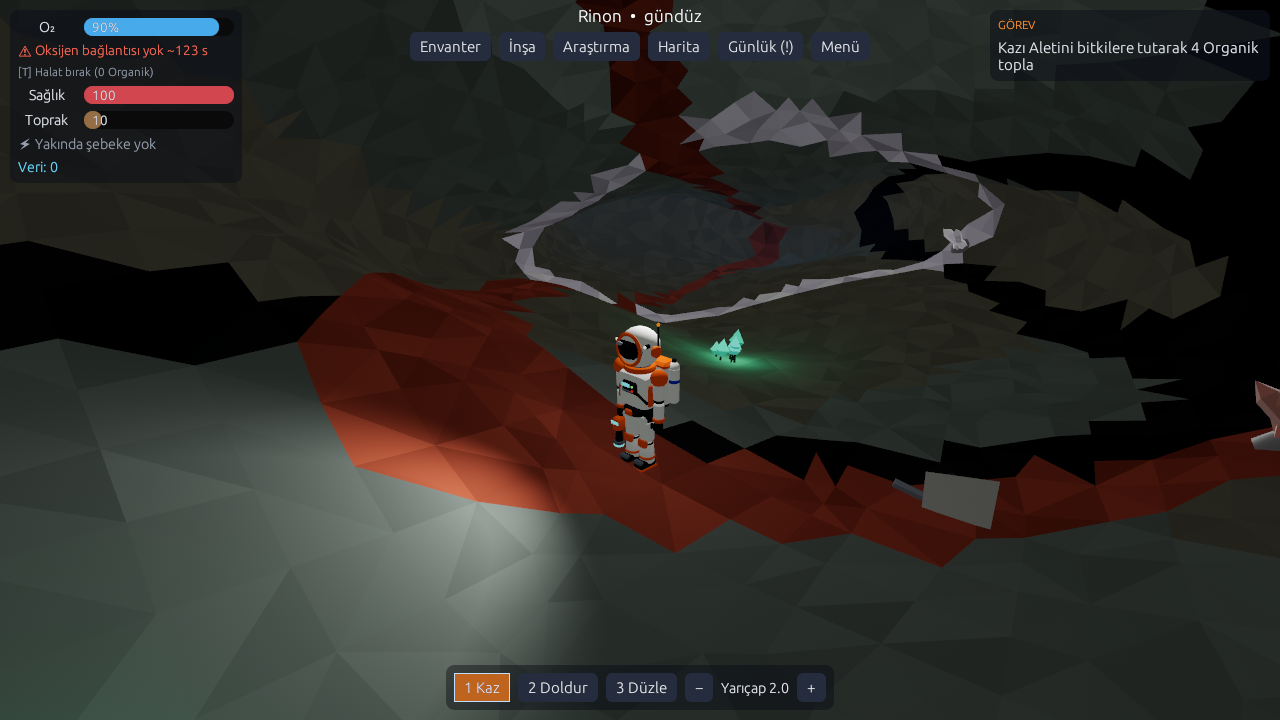 Rinon • gündüz
O₂ 90%
⚠ Oksijen bağlantısı yok ~123 s
[T] Halat bırak (0 Organik)
Sağlık 100
Toprak 10
⚡ Yakında şebeke yok
Veri: 0
Envanter İnşa Araştırma Harita Günlük (!) Menü
GÖREV
Kazı Aletini bitkilere tutarak 4 Organik
topla
1 Kaz 2 Doldur 3 Düzle − Yarıçap 2.0 +